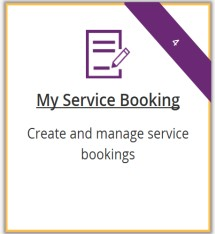 4
My Service Booking
Create and manage service
bookings